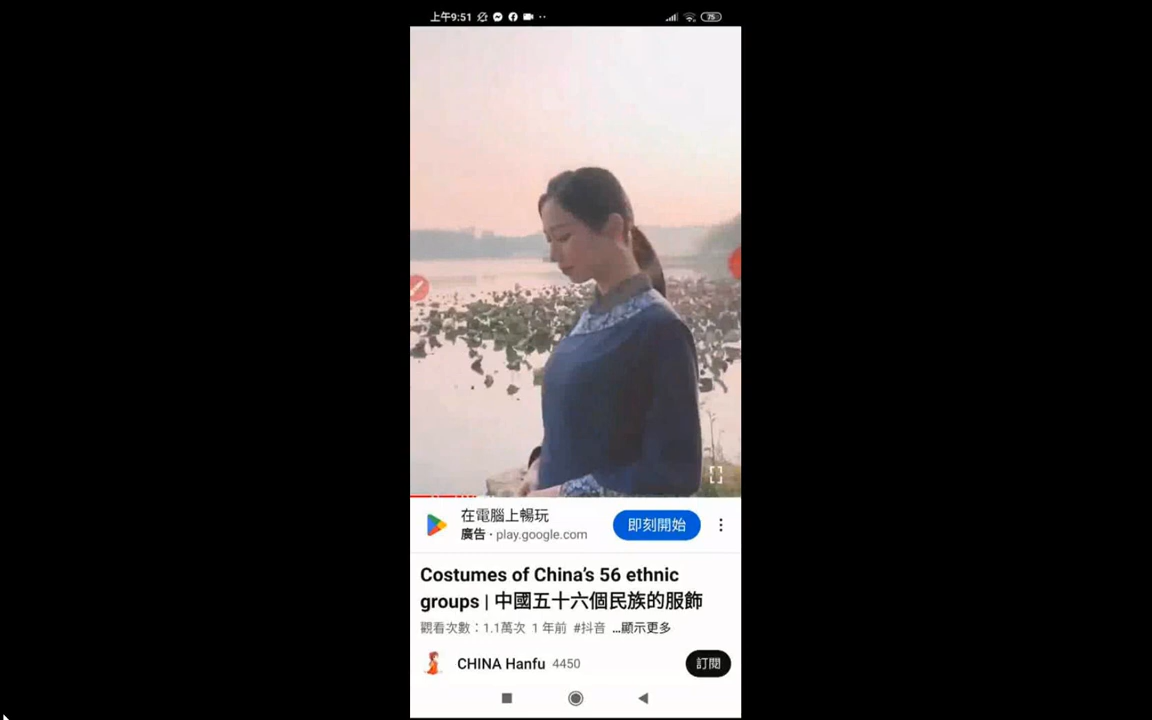 上午9:51
75
在電腦上暢玩
廣告 · play.google.com
即刻開始
Costumes of China’s 56 ethnic
groups | 中國五十六個民族的服飾
觀看次數：1.1萬次 1 年前 #抖音 ...顯示更多
CHINA Hanfu 4450
訂閱